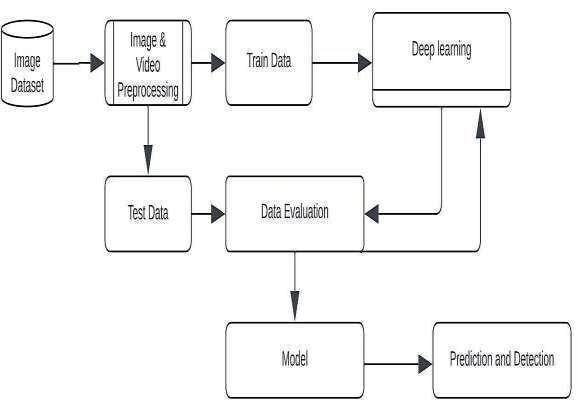 Image
Dataset
Image &
Video
Preprocessing
Train Data
Deep learning
Test Data
Data Evaluation
Model
Prediction and Detection